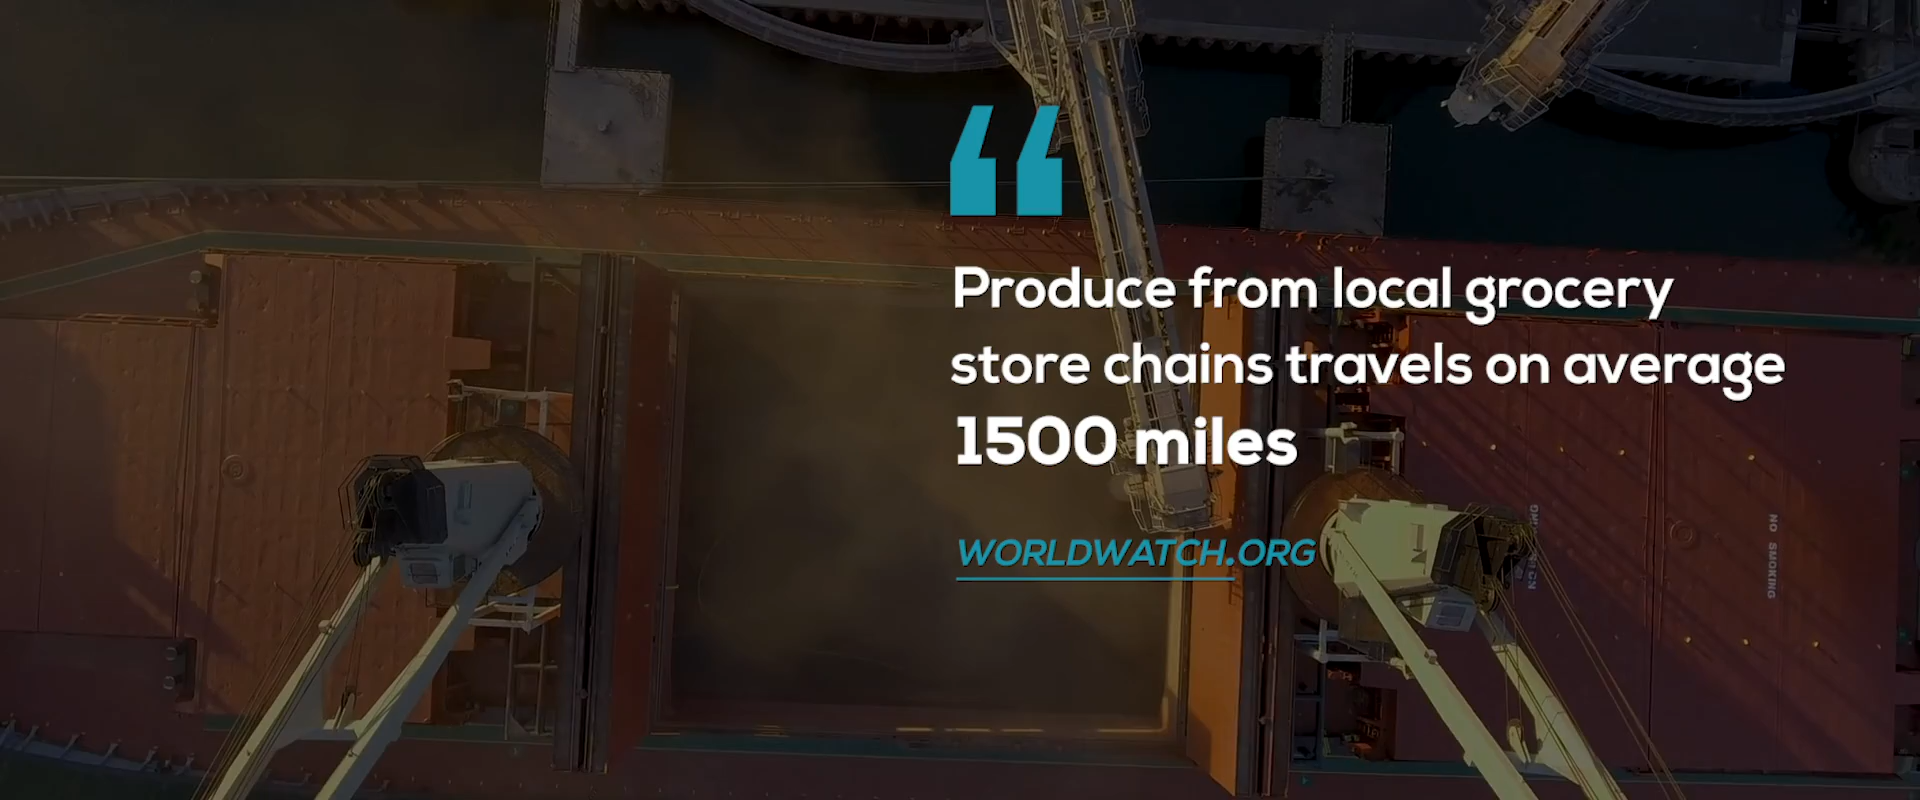 “
Produce from local grocery
store chains travels on average
1500 miles
WORLDWATCH.ORG
NO SMOKING